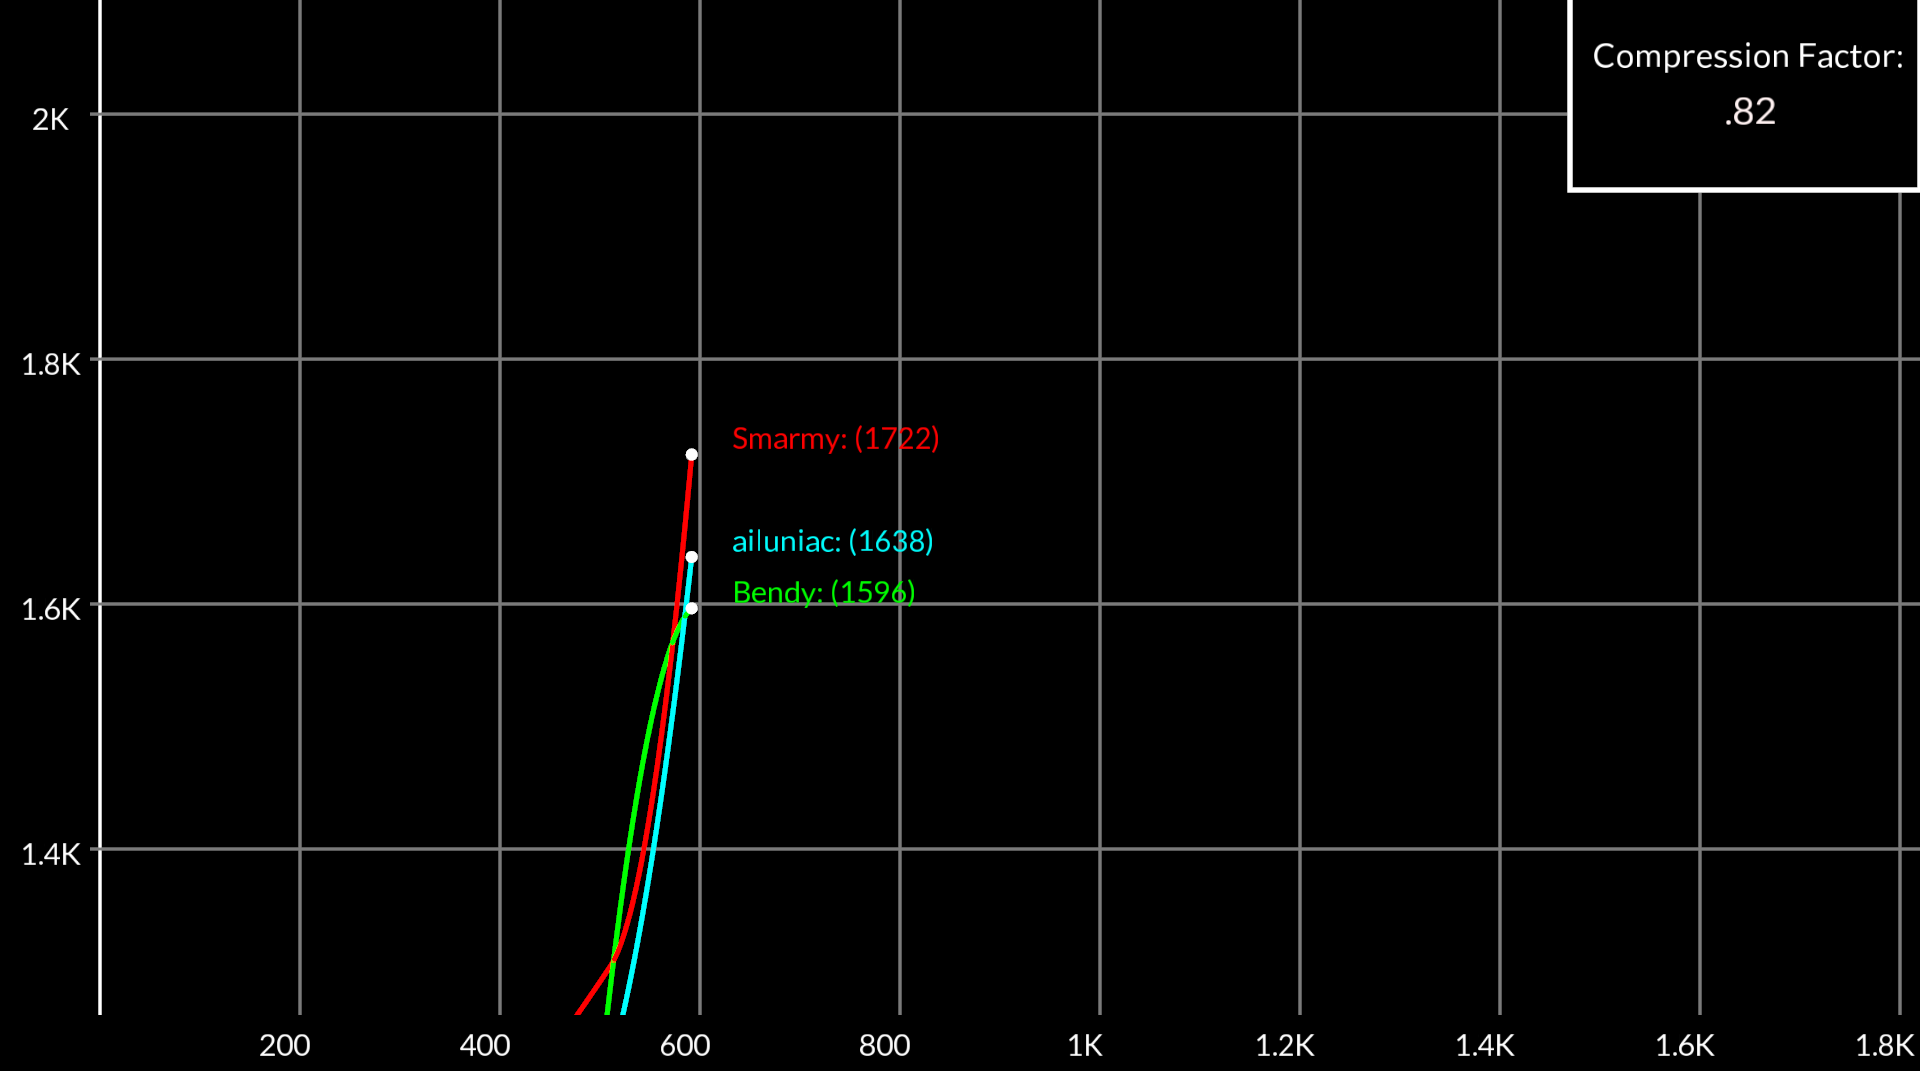 Compression Factor:
.82
2K
1.8K
Smarmy: (1722)
ailuniac: (1638)
Bendy: (1596)
1.6K
1.4K
200 400 600 800 1K 1.2K 1.4K 1.6K 1.8K